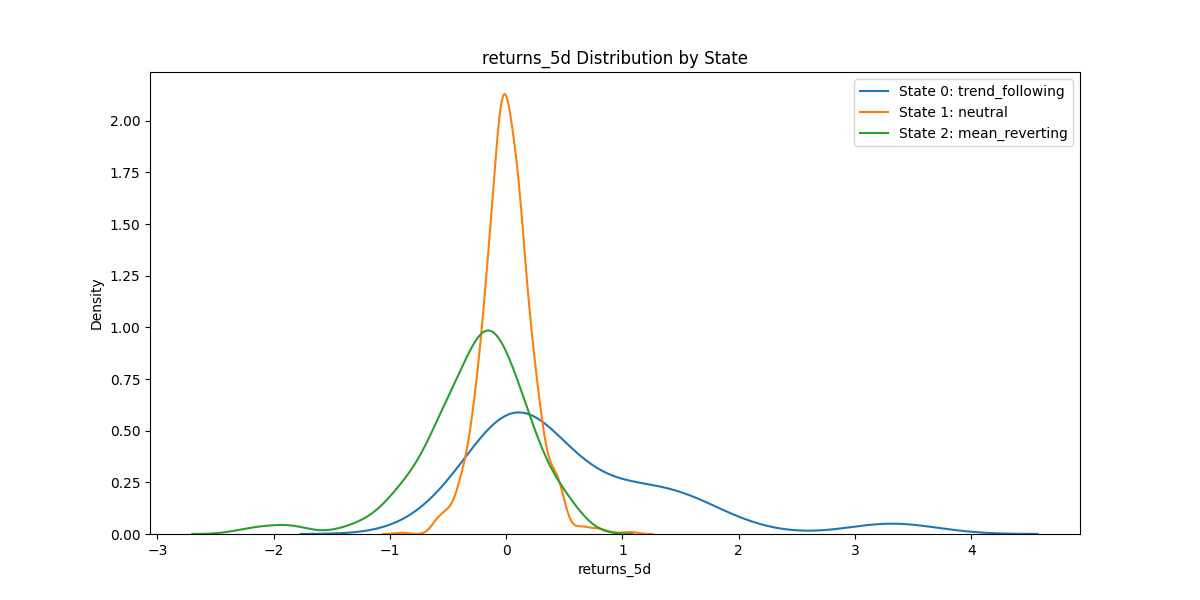 returns_5d Distribution by State
State 0: trend_following
State 1: neutral
State 2: mean_reverting
Density
2.00
1.75
1.50
1.25
1.00
0.75
0.50
0.25
0.00
−3 −2 −1 0 1 2 3 4
returns_5d